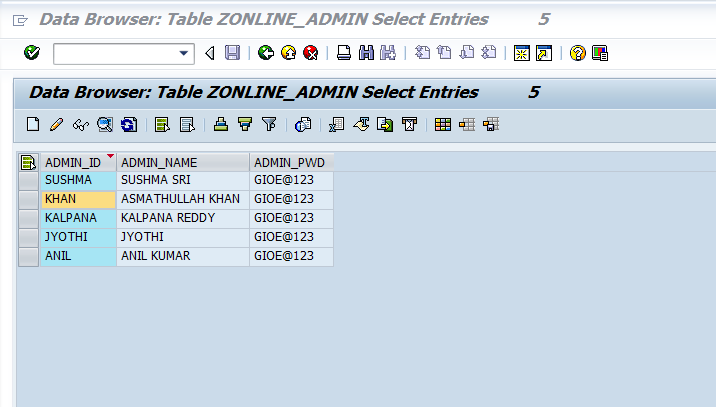 Data Browser: Table ZONLINE_ADMIN Select Entries 5
Data Browser: Table ZONLINE_ADMIN Select Entries 5
ADMIN_ID ADMIN_NAME ADMIN_PWD
SUSHMA SUSHMA SRI GIOE@123
KHAN ASMATHULLAH KHAN GIOE@123
KALPANA KALPANA REDDY GIOE@123
JYOTHI JYOTHI GIOE@123
ANIL ANIL KUMAR GIOE@123